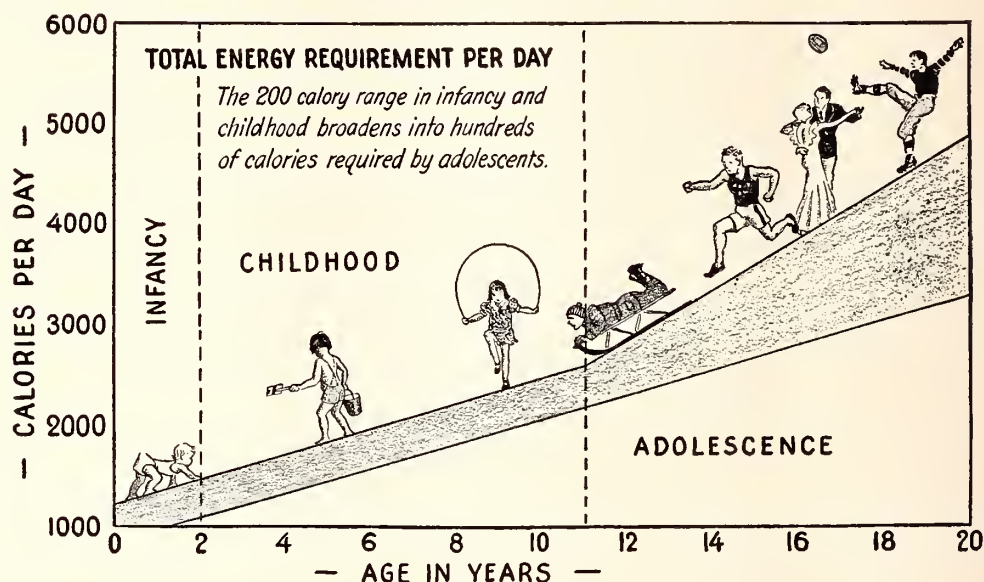 TOTAL ENERGY REQUIREMENT PER DAY
The 200 calory range in infancy and
childhood broadens into hundreds
of calories required by adolescents.
— CALORIES PER DAY —
6000
5000
4000
3000
2000
1000
INFANCY
CHILDHOOD
ADOLESCENCE
0 2 4 6 8 10 12 14 16 18 20
— AGE IN YEARS —